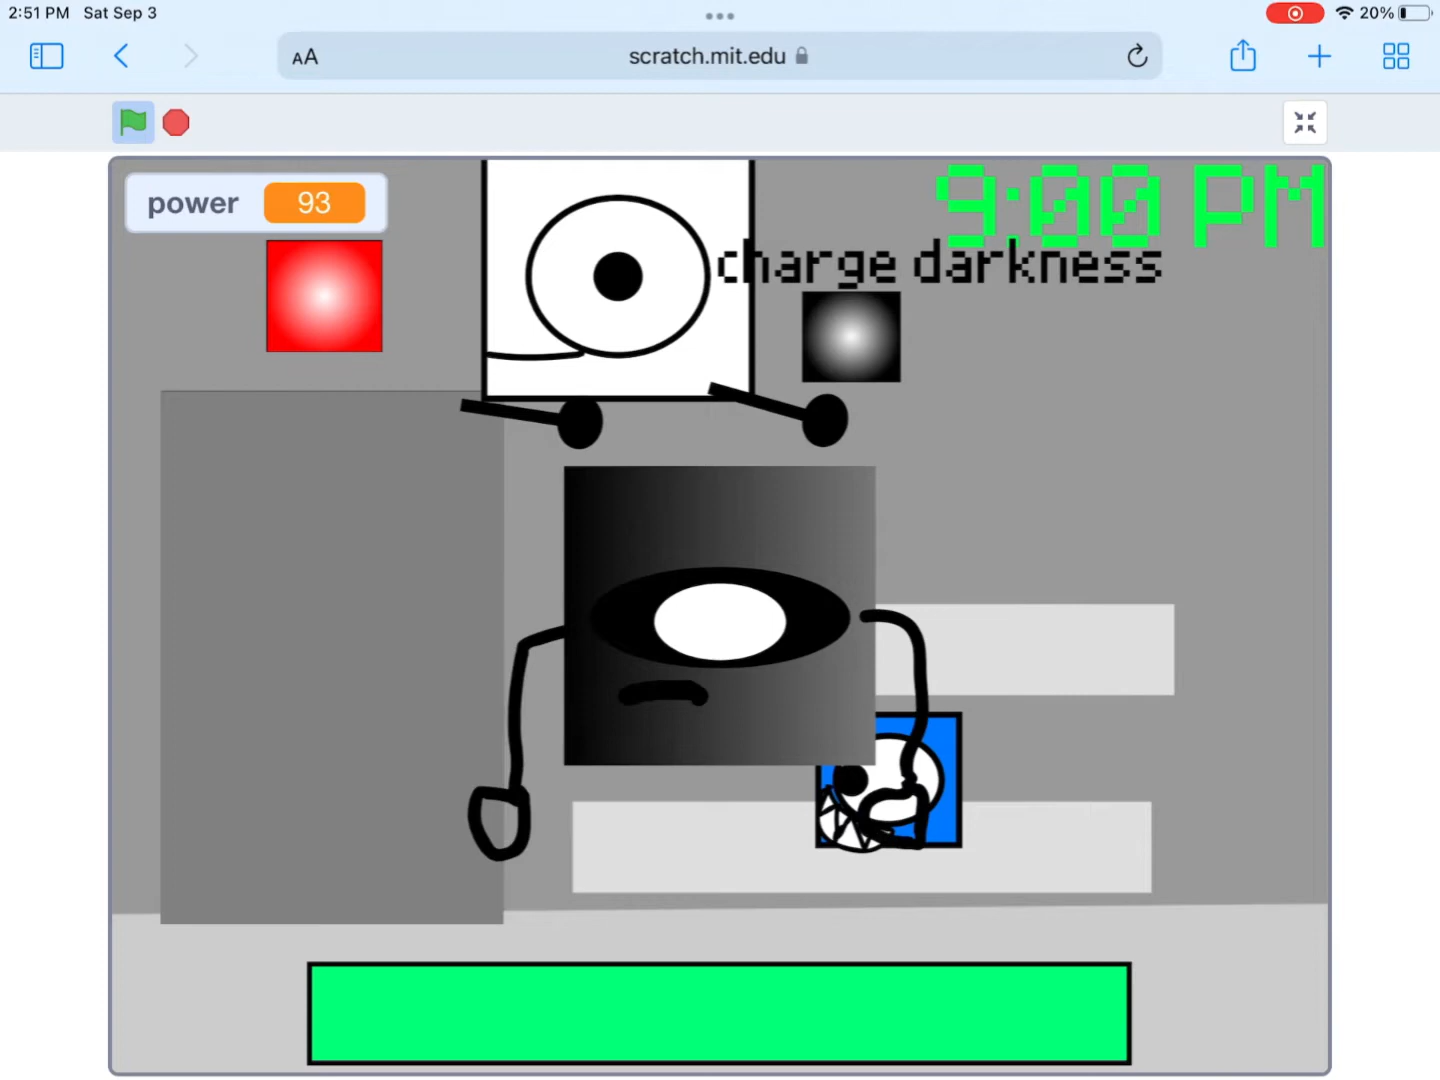 2:51 PM Sat Sep 3
20%
AA
scratch.mit.edu
power 93
9:00 PM
charge darkness